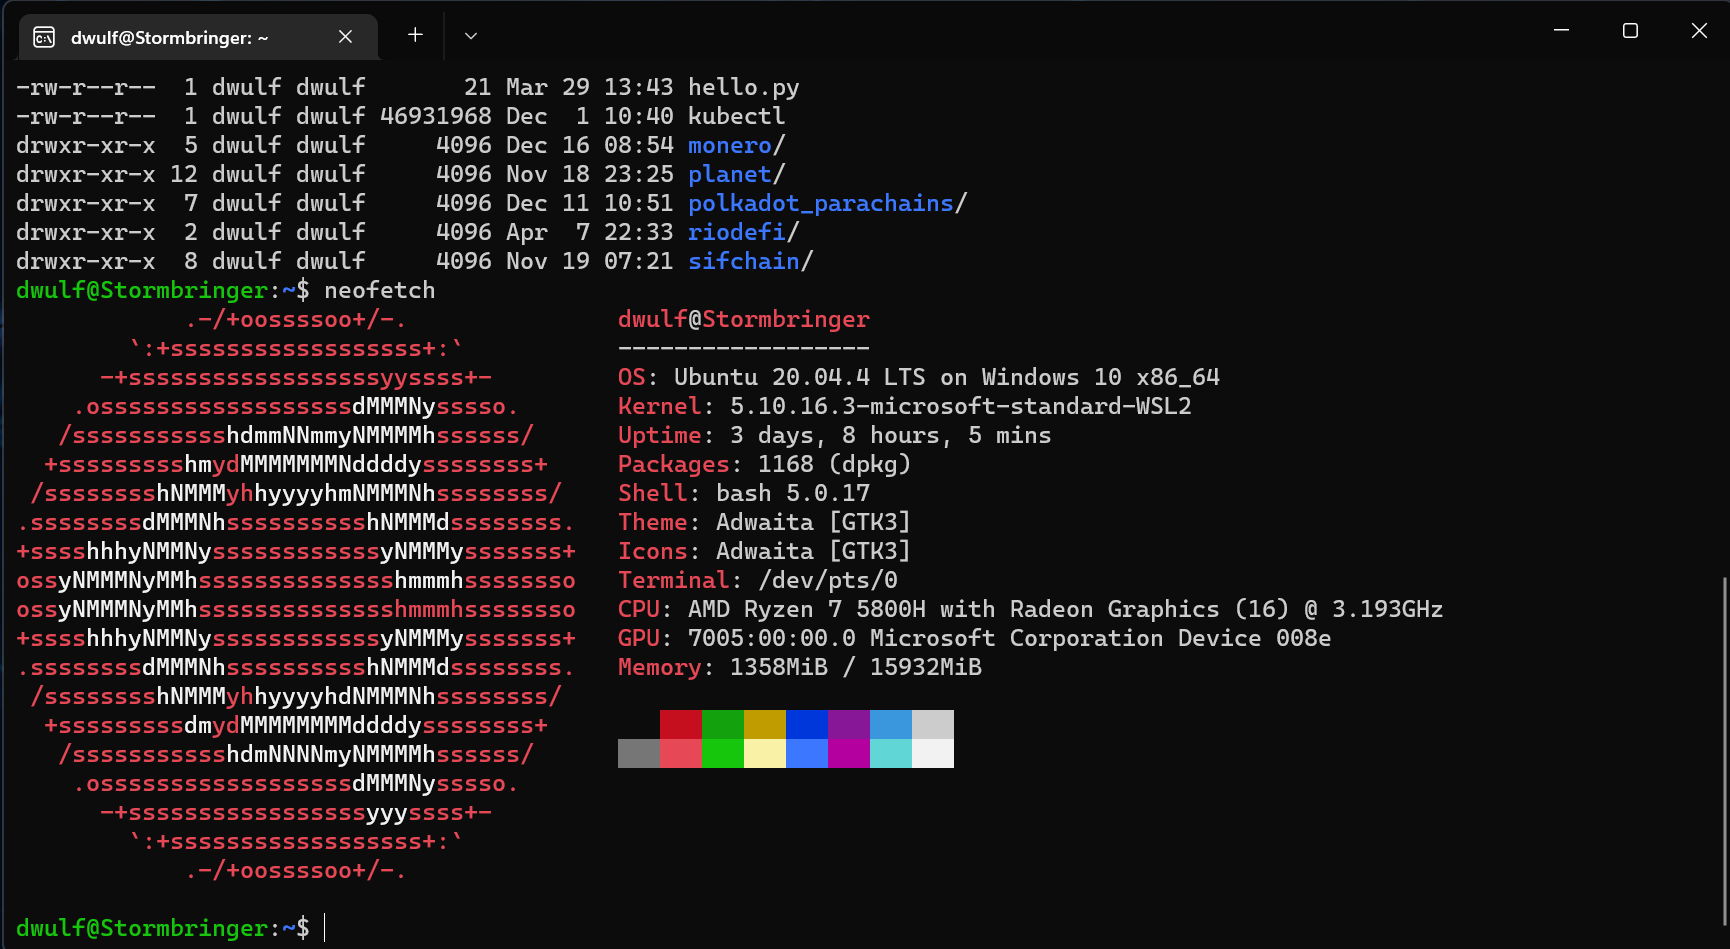 dwulf@Stormbringer: ~
-rw-r--r--  1 dwulf dwulf       21 Mar 29 13:43 hello.py
-rw-r--r--  1 dwulf dwulf 46931968 Dec  1 10:40 kubectl
drwxr-xr-x  5 dwulf dwulf     4096 Dec 16 08:54 monero/
drwxr-xr-x 12 dwulf dwulf     4096 Nov 18 23:25 planet/
drwxr-xr-x  7 dwulf dwulf     4096 Dec 11 10:51 polkadot_parachains/
drwxr-xr-x  2 dwulf dwulf     4096 Apr  7 22:33 riodefi/
drwxr-xr-x  8 dwulf dwulf     4096 Nov 19 07:21 sifchain/
dwulf@Stormbringer:~$ neofetch
            .-/+oossssoo+/-.               dwulf@Stormbringer
        `:+ssssssssssssssssss+:`           ------------------
      -+ssssssssssssssssssyyssss+-         OS: Ubuntu 20.04.4 LTS on Windows 10 x86_64
    .ossssssssssssssssssdMMMNysssso.       Kernel: 5.10.16.3-microsoft-standard-WSL2
   /ssssssssssshdmmNNmmyNMMMMhssssss/      Uptime: 3 days, 8 hours, 5 mins
  +ssssssssshmydMMMMMMMNddddyssssssss+     Packages: 1168 (dpkg)
 /sssssssshNMMMyhhyyyyhmNMMMNhssssssss/    Shell: bash 5.0.17
.ssssssssdMMMNhsssssssssshNMMMdssssssss.   Theme: Adwaita [GTK3]
+sssshhhyNMMNyssssssssssssyNMMMysssssss+   Icons: Adwaita [GTK3]
ossyNMMMNyMMhsssssssssssssshmmmhssssssso   Terminal: /dev/pts/0
ossyNMMMNyMMhsssssssssssssshmmmhssssssso   CPU: AMD Ryzen 7 5800H with Radeon Graphics (16) @ 3.193GHz
+sssshhhyNMMNyssssssssssssyNMMMysssssss+   GPU: 7005:00:00.0 Microsoft Corporation Device 008e
.ssssssssdMMMNhsssssssssshNMMMdssssssss.   Memory: 1358MiB / 15932MiB
 /sssssssshNMMMyhhyyyyhdNMMMNhssssssss/
  +sssssssssdmydMMMMMMMMddddyssssssss+
   /ssssssssssshdmNNNNmyNMMMMhssssss/
    .ossssssssssssssssssdMMMNysssso.
      -+sssssssssssssssssyyyssss+-
        `:+ssssssssssssssssss+:`
            .-/+oossssoo+/-.
dwulf@Stormbringer:~$